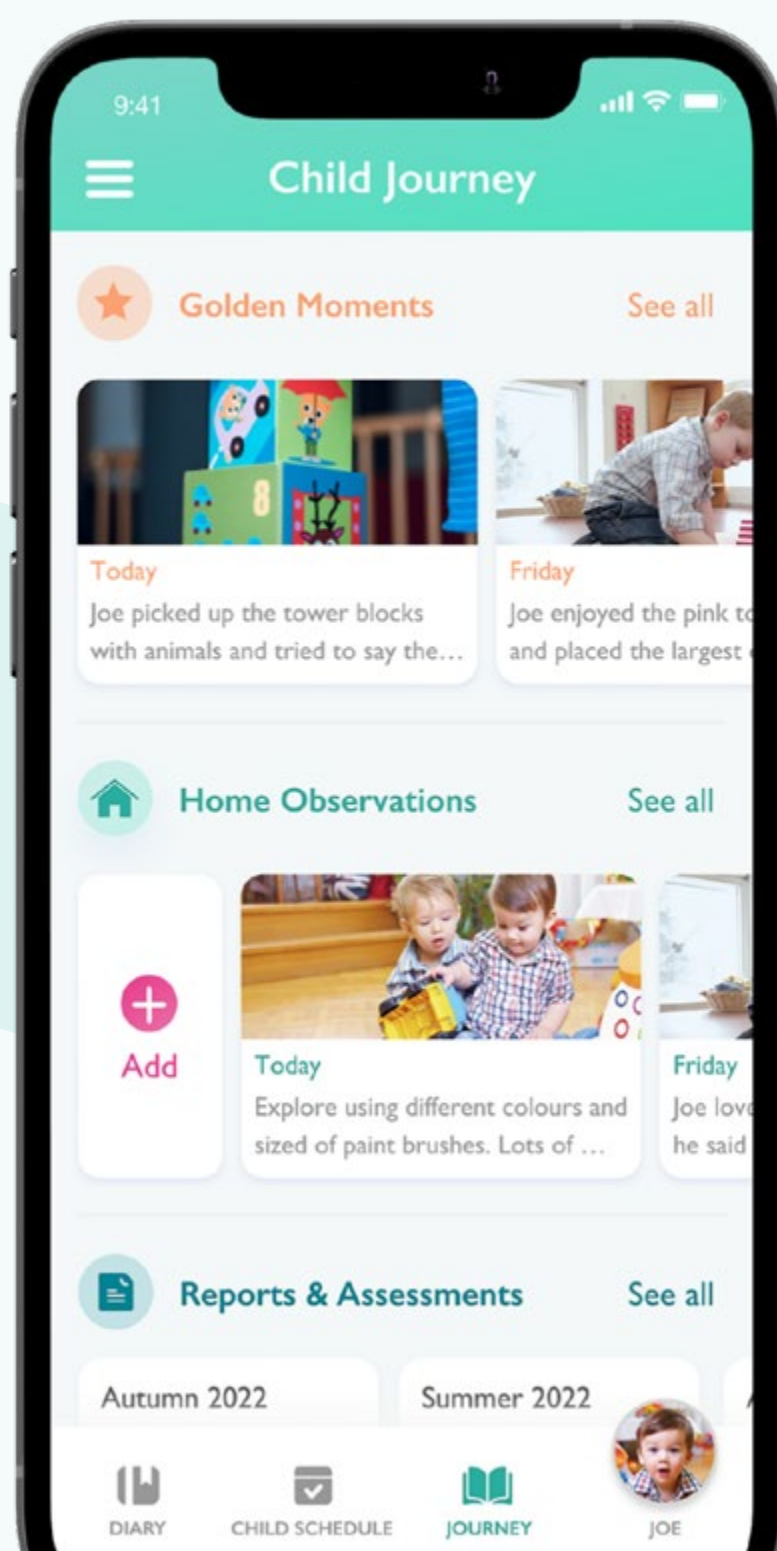 9:41
Child Journey
Golden Moments
See all
8
Today
Joe picked up the tower blocks
with animals and tried to say the...
Friday
Joe enjoyed the pink to
and placed the largest
Home Observations
See all
Add
Today
Explore using different colours and
sized of paint brushes. Lots of ...
Friday
Joe love
he said
Reports & Assessments
See all
Autumn 2022
Summer 2022
DIARY
CHILD SCHEDULE
JOURNEY
JOE